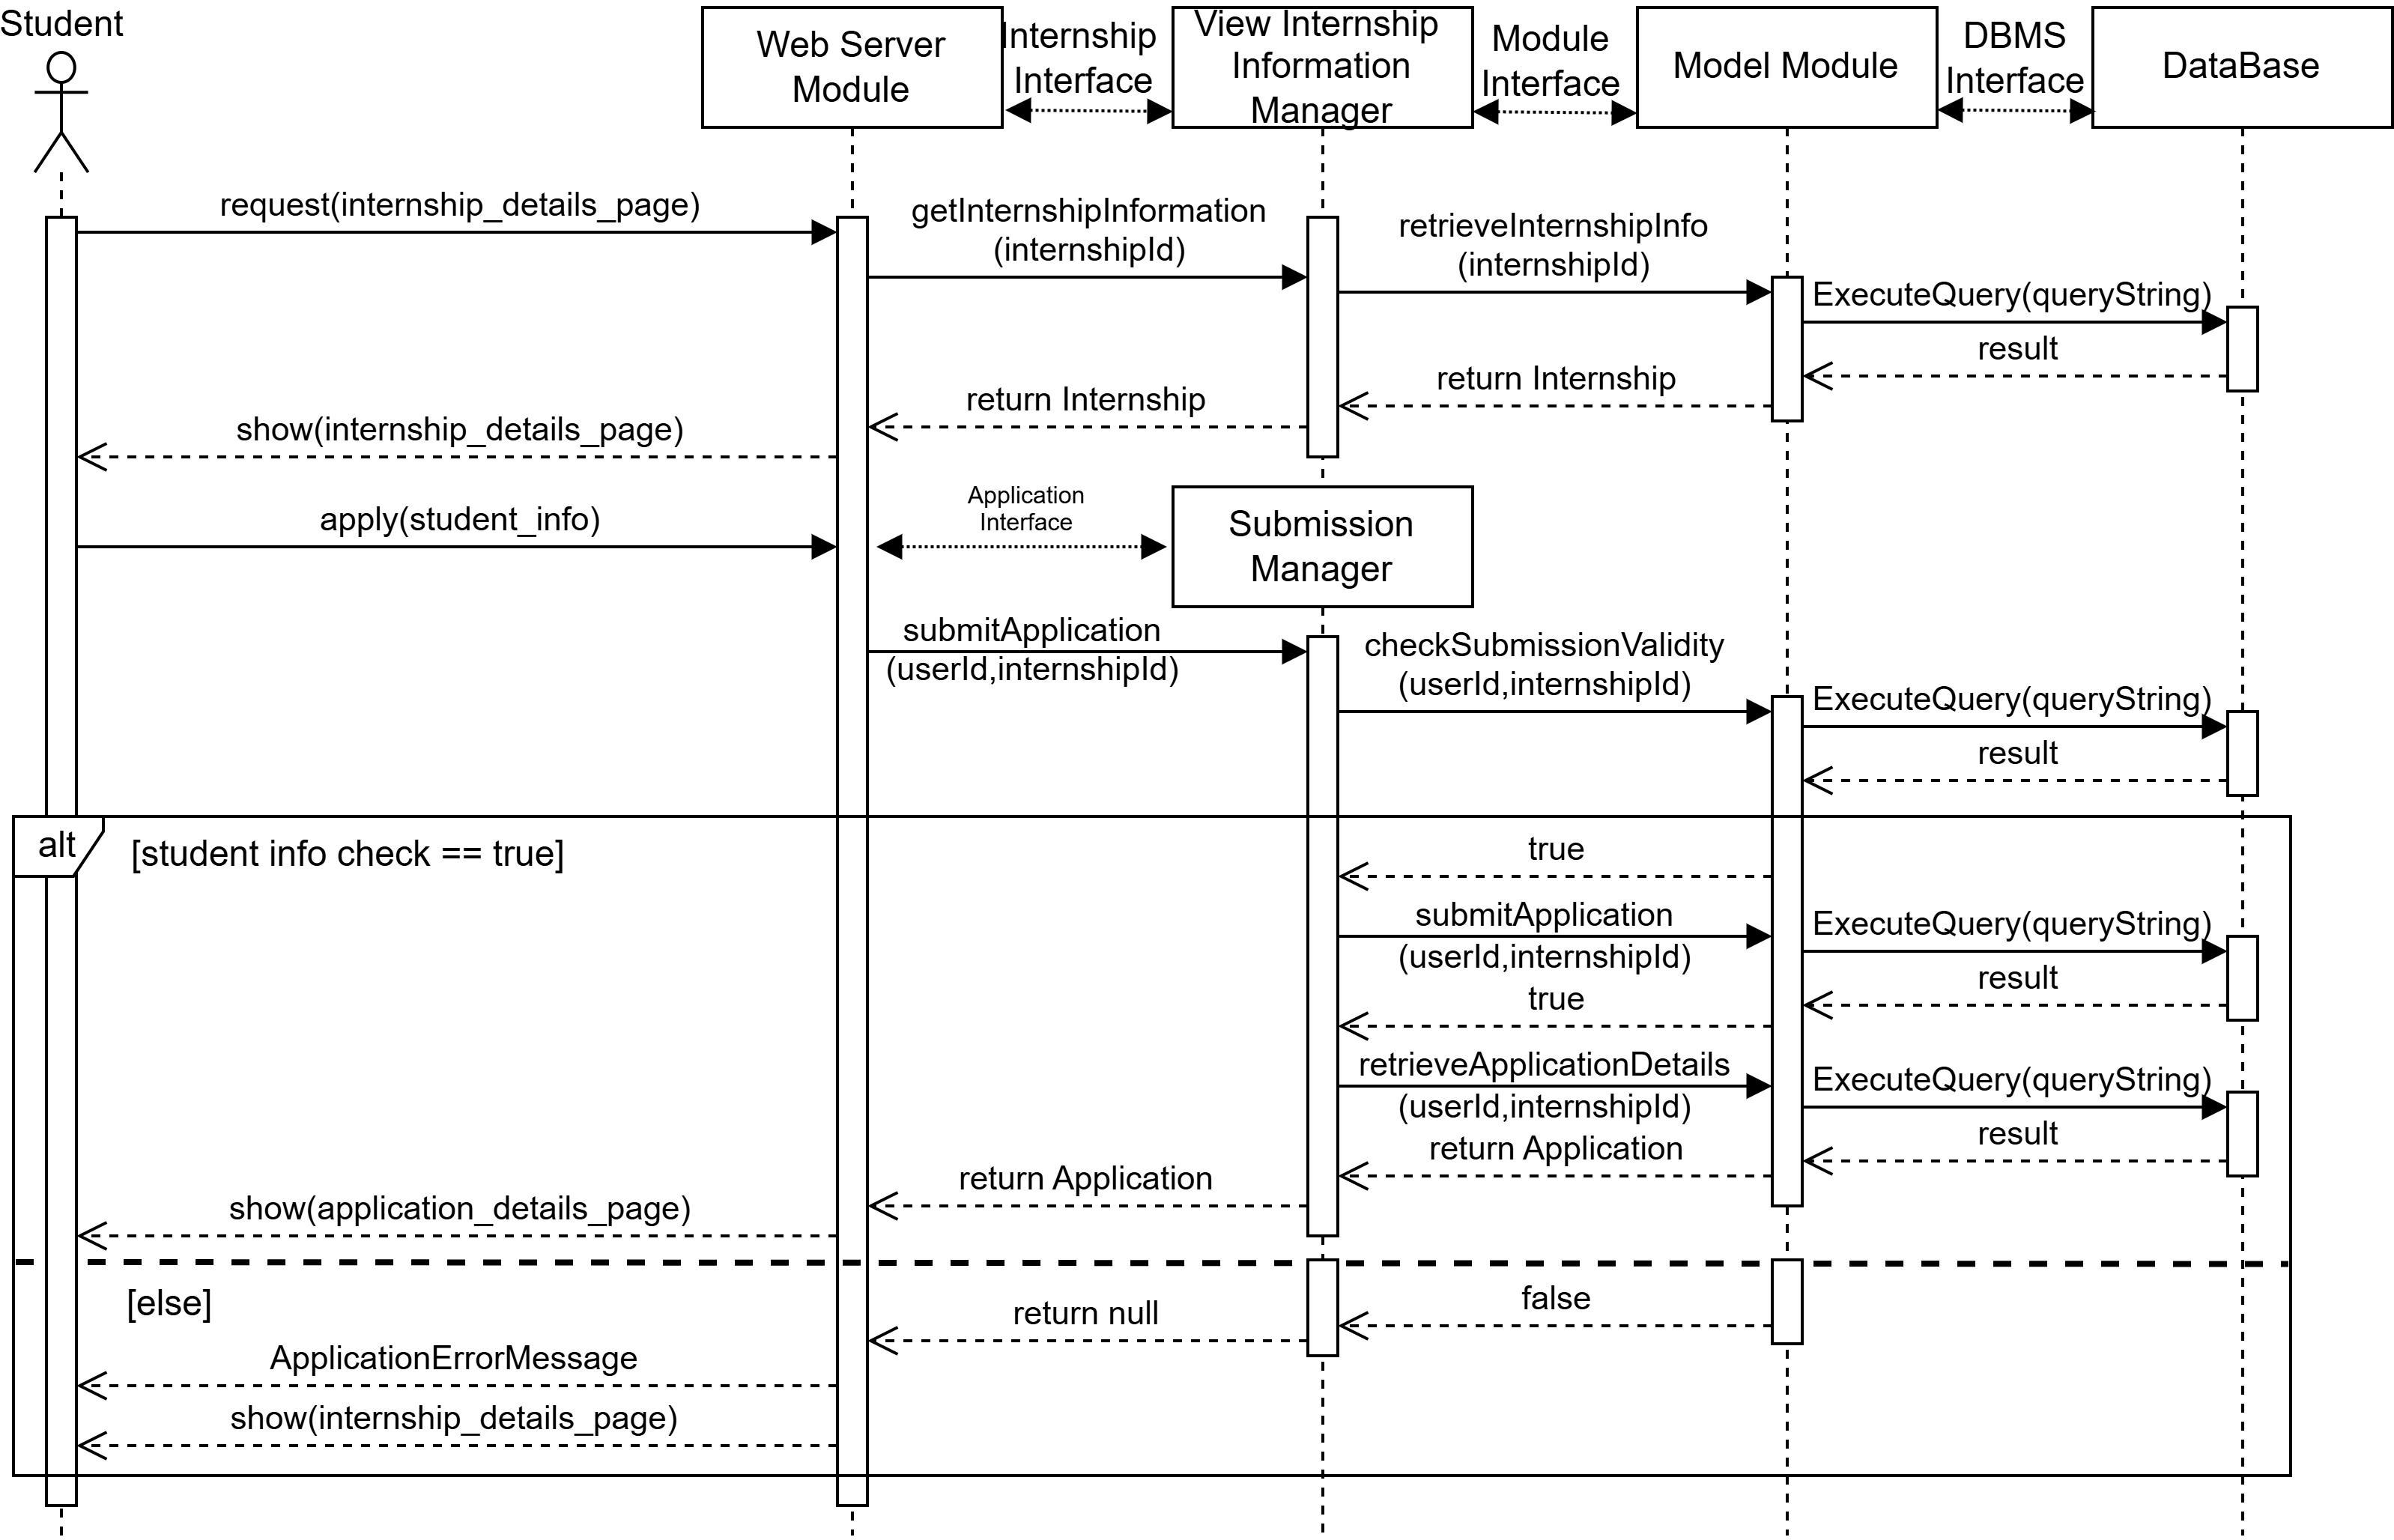 Student
Web Server
Module
Internship
Interface
View Internship
Information
Manager
Module
Interface
Model Module
DBMS
Interface
DataBase
request(internship_details_page)
getInternshipInformation
(internshipId)
retrieveInternshipInfo
(internshipId)
ExecuteQuery(queryString)
result
return Internship
return Internship
show(internship_details_page)
apply(student_info)
Application
Interface
Submission
Manager
submitApplication
(userId,internshipId)
checkSubmissionValidity
(userId,internshipId)
ExecuteQuery(queryString)
result
alt
[student info check == true]
true
submitApplication
(userId,internshipId)
ExecuteQuery(queryString)
result
true
retrieveApplicationDetails
(userId,internshipId)
ExecuteQuery(queryString)
result
return Application
return Application
show(application_details_page)
[else]
false
return null
ApplicationErrorMessage
show(internship_details_page)